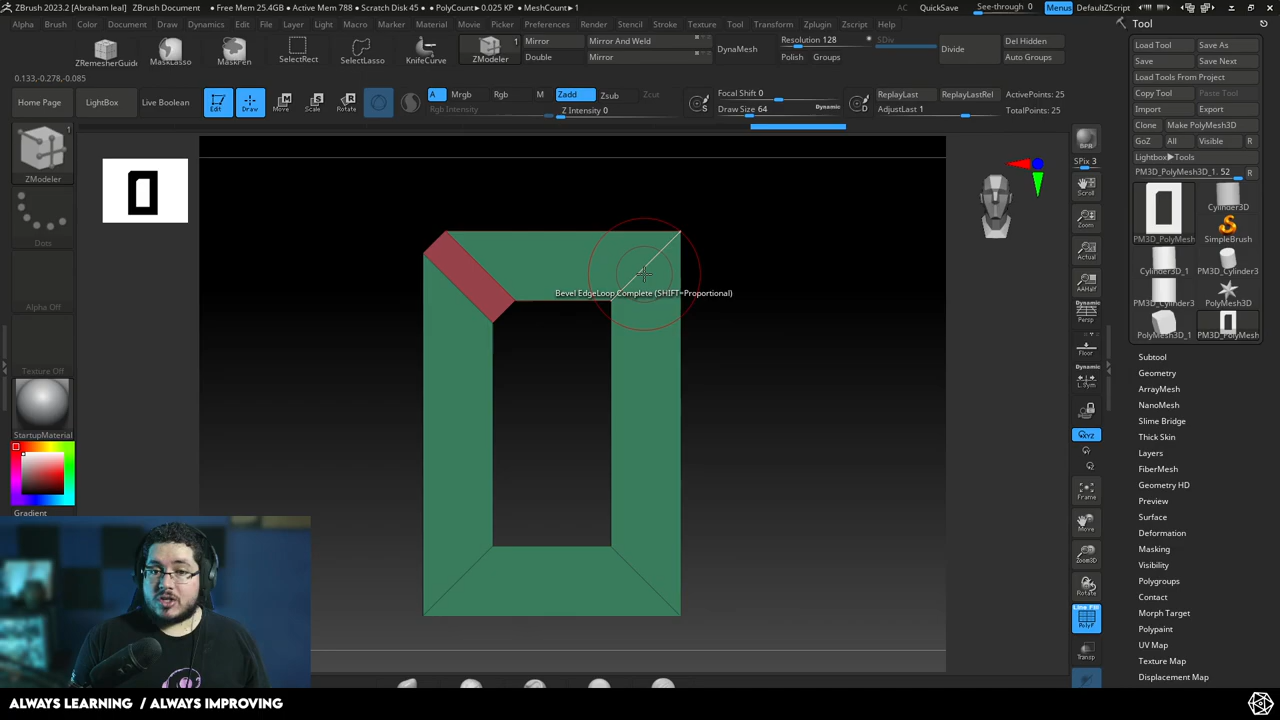 ZBrush 2023.2 [Abraham leal]
ZBrush Document
• Free Mem 25.4GB • Active Mem 788 • Scratch Disk 45 •
PolyCount►0.025 KP
• MeshCount►1
AC
QuickSave
See-through 0
Menus
DefaultZScript
Alpha
Brush
Color
Document
Draw
Dynamics
Edit
File
Layer
Light
Macro
Marker
Material
Movie
Picker
Preferences
Render
Stencil
Stroke
Texture
Tool
Transform
Zplugin
Zscript
Help
ZRemesherGuide
MaskLasso
MaskPen
SelectRect
SelectLasso
KnifeCurve
1
ZModeler
Mirror
Double
Mirror And Weld
Mirror
DynaMesh
Resolution 128
Polish
Groups
SDiv
Divide
Del Hidden
Auto Groups
0.133,-0.278,-0.085
Home Page
LightBox
Live Boolean
Edit
Draw
Move
Scale
Rotate
A
Mrgb
Rgb
M
Rgb Intensity
Zadd
Zsub
Zcut
Z Intensity 0
S
Focal Shift 0
Draw Size 64
Dynamic
D
ReplayLast
ReplayLastRel
AdjustLast 1
ActivePoints: 25
TotalPoints: 25
1
ZModeler
Dots
Alpha Off
Texture Off
StartupMaterial
Gradient
Bevel EdgeLoop Complete (SHIFT=Proportional)
BPR
SPix 3
Scroll
Zoom
Actual
AAHalf
Dynamic
Persp
Floor
Dynamic
L.Sym
XYZ
Frame
Move
Zoom3D
Rotate
Line Fill
PolyF
Transp
Tool
Load Tool
Save As
Save
Save Next
Load Tools From Project
Copy Tool
Paste Tool
Import
Export
Clone
Make PolyMesh3D
GoZ
All
Visible
R
Lightbox►Tools
PM3D_PolyMesh3D_1. 52
R
PM3D_PolyMesh
Cylinder3D
SimpleBrush
Cylinder3D_1
PM3D_Cylinder3
PM3D_Cylinder3
PolyMesh3D
PolyMesh3D_1
PM3D_PolyMesh
Subtool
Geometry
ArrayMesh
NanoMesh
Slime Bridge
Thick Skin
Layers
FiberMesh
Geometry HD
Preview
Surface
Deformation
Masking
Visibility
Polygroups
Contact
Morph Target
Polypaint
UV Map
Texture Map
Displacement Map
ALWAYS LEARNING / ALWAYS IMPROVING